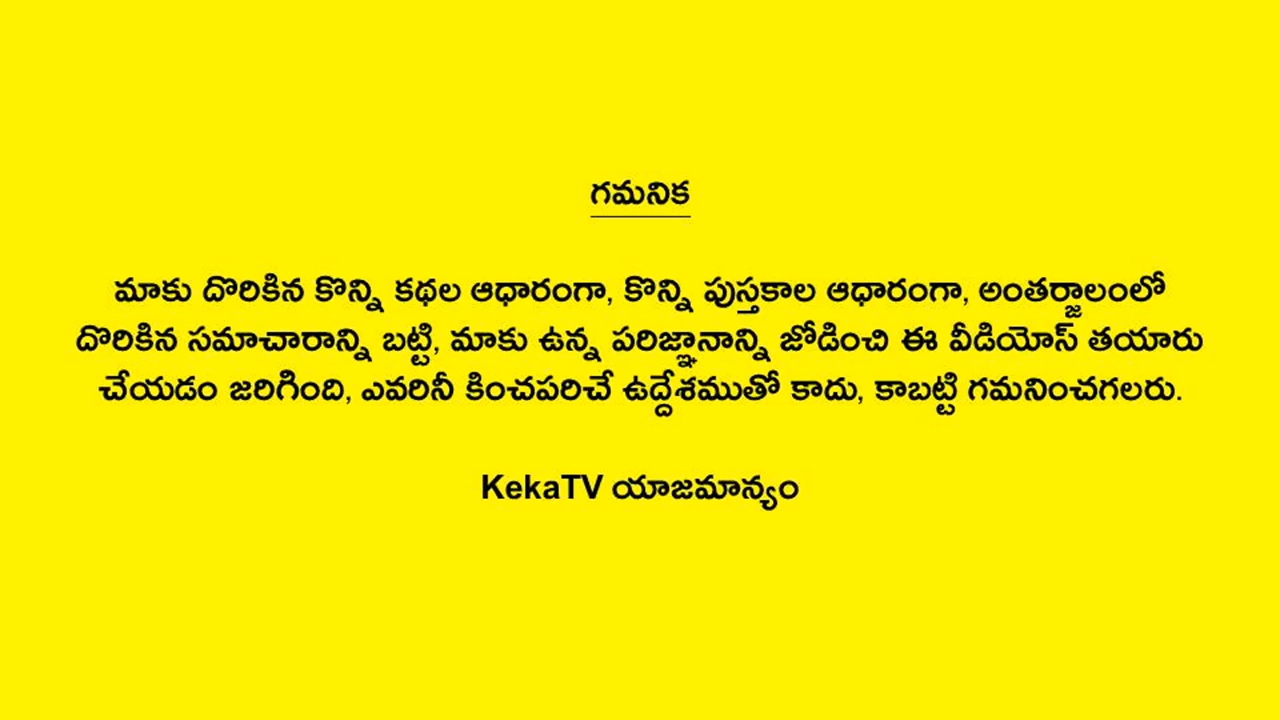 గమనిక
మాకు దొరికిన కొన్ని కథల ఆధారంగా, కొన్ని పుస్తకాల ఆధారంగా, అంతర్జాలంలో
దొరికిన సమాచారాన్ని బట్టి, మాకు ఉన్న పరిజ్ఞానాన్ని జోడించి ఈ వీడియోస్ తయారు
చేయడం జరిగింది, ఎవరినీ కించపరిచే ఉద్దేశముతో కాదు, కాబట్టి గమనించగలరు.
KekaTV యాజమాన్యం